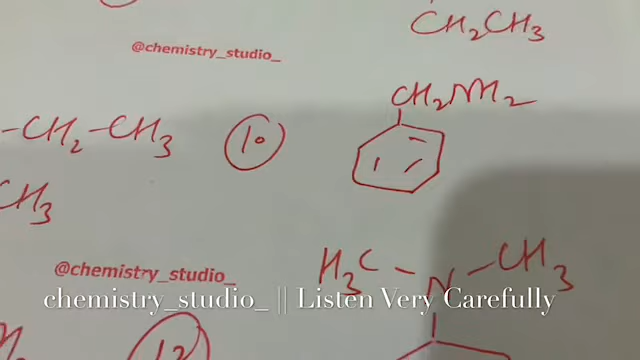 CH₂CH₃
@chemistry_studio_
CH₂NH₂
–CH₂–CH₃
10
CH₃
@chemistry_studio_
H₃C–N–CH₃
chemistry_studio_ || Listen Very Carefully
12